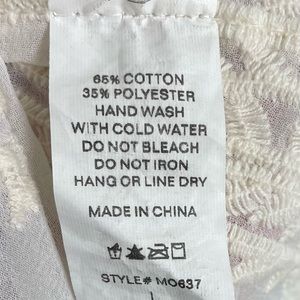 65% COTTON
35% POLYESTER
HAND WASH
WITH COLD WATER
DO NOT BLEACH
DO NOT IRON
HANG OR LINE DRY
MADE IN CHINA
STYLE# MO637